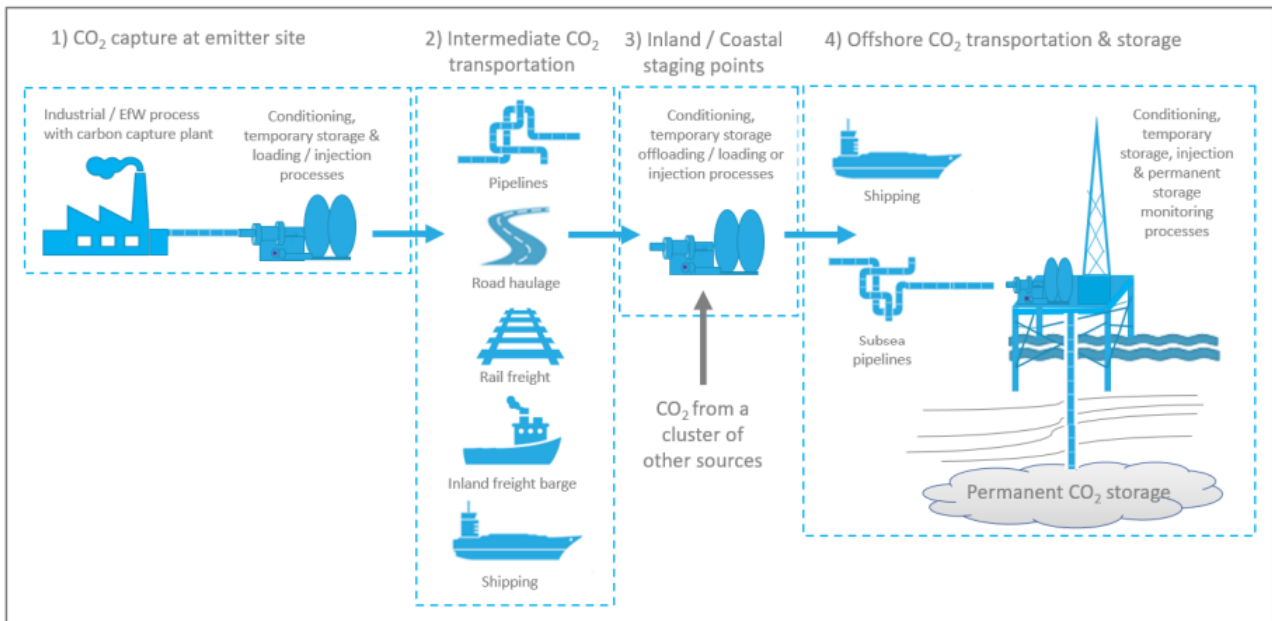 1) CO₂ capture at emitter site
Industrial / EfW process
with carbon capture plant
Conditioning,
temporary storage &
loading / injection
processes
2) Intermediate CO₂
transportation
Pipelines
Road haulage
Rail freight
Inland freight barge
Shipping
3) Inland / Coastal
staging points
Conditioning,
temporary storage
offloading / loading or
injection processes
CO₂ from a
cluster of
other sources
4) Offshore CO₂ transportation & storage
Shipping
Subsea
pipelines
Conditioning,
temporary
storage, injection
& permanent
storage
monitoring
processes
Permanent CO₂ storage